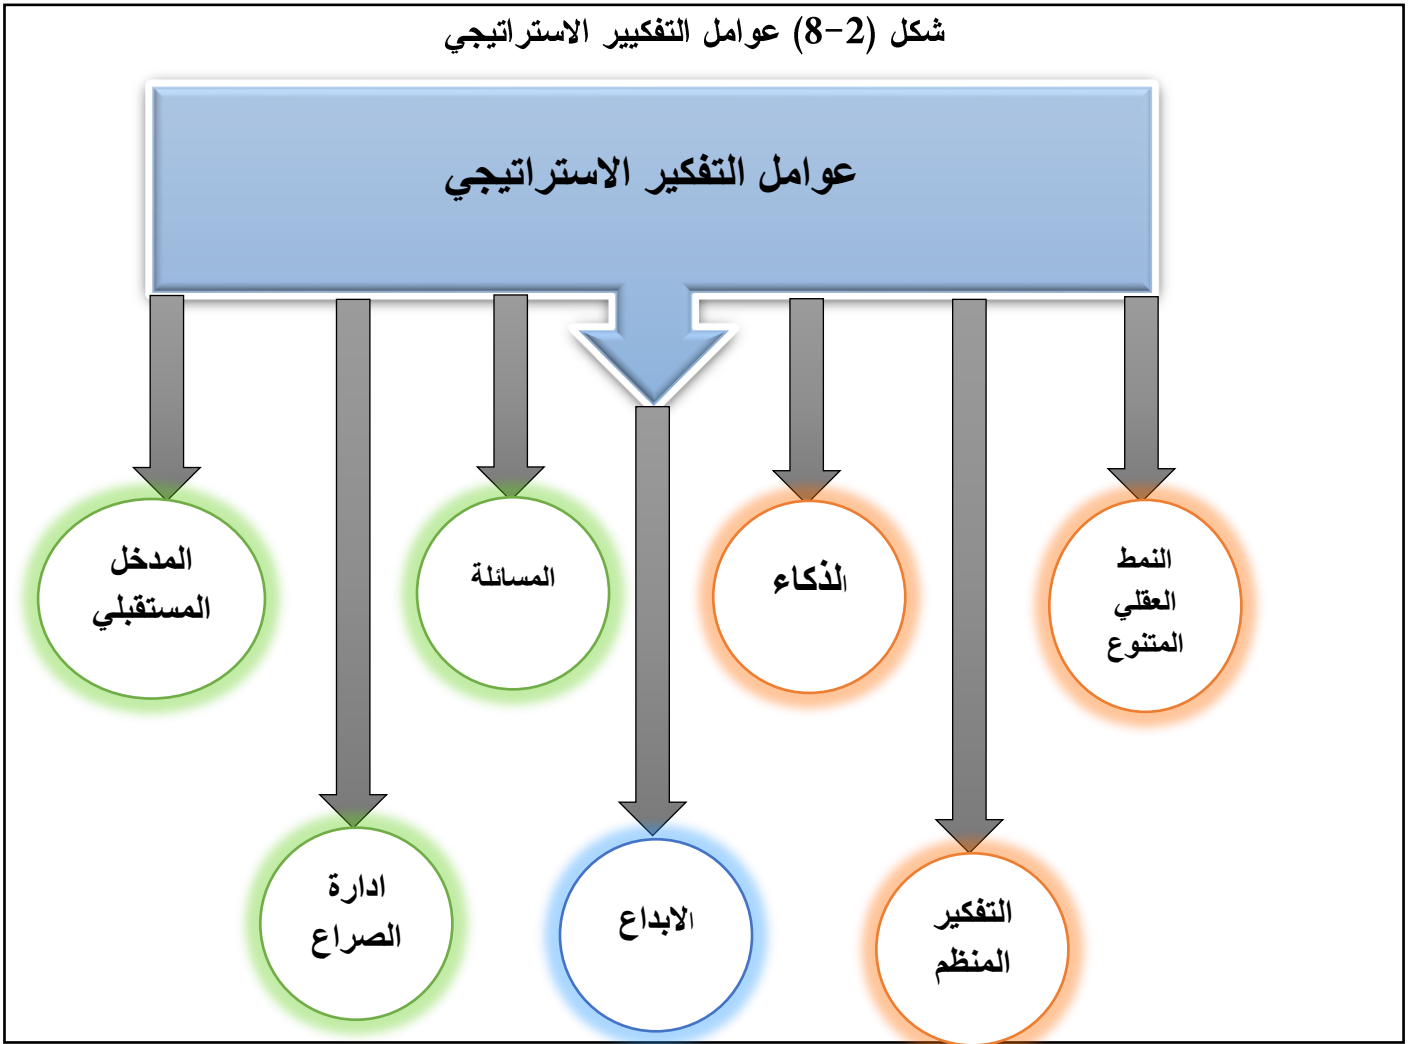 شكل (2-8) عوامل التفكيير الاستراتيجي
عوامل التفكير الاستراتيجي
النمط
العقلي
المتنوع
الذكاء
المسائلة
المدخل
المستقبلي
التفكير
المنظم
الابداع
ادارة
الصراع